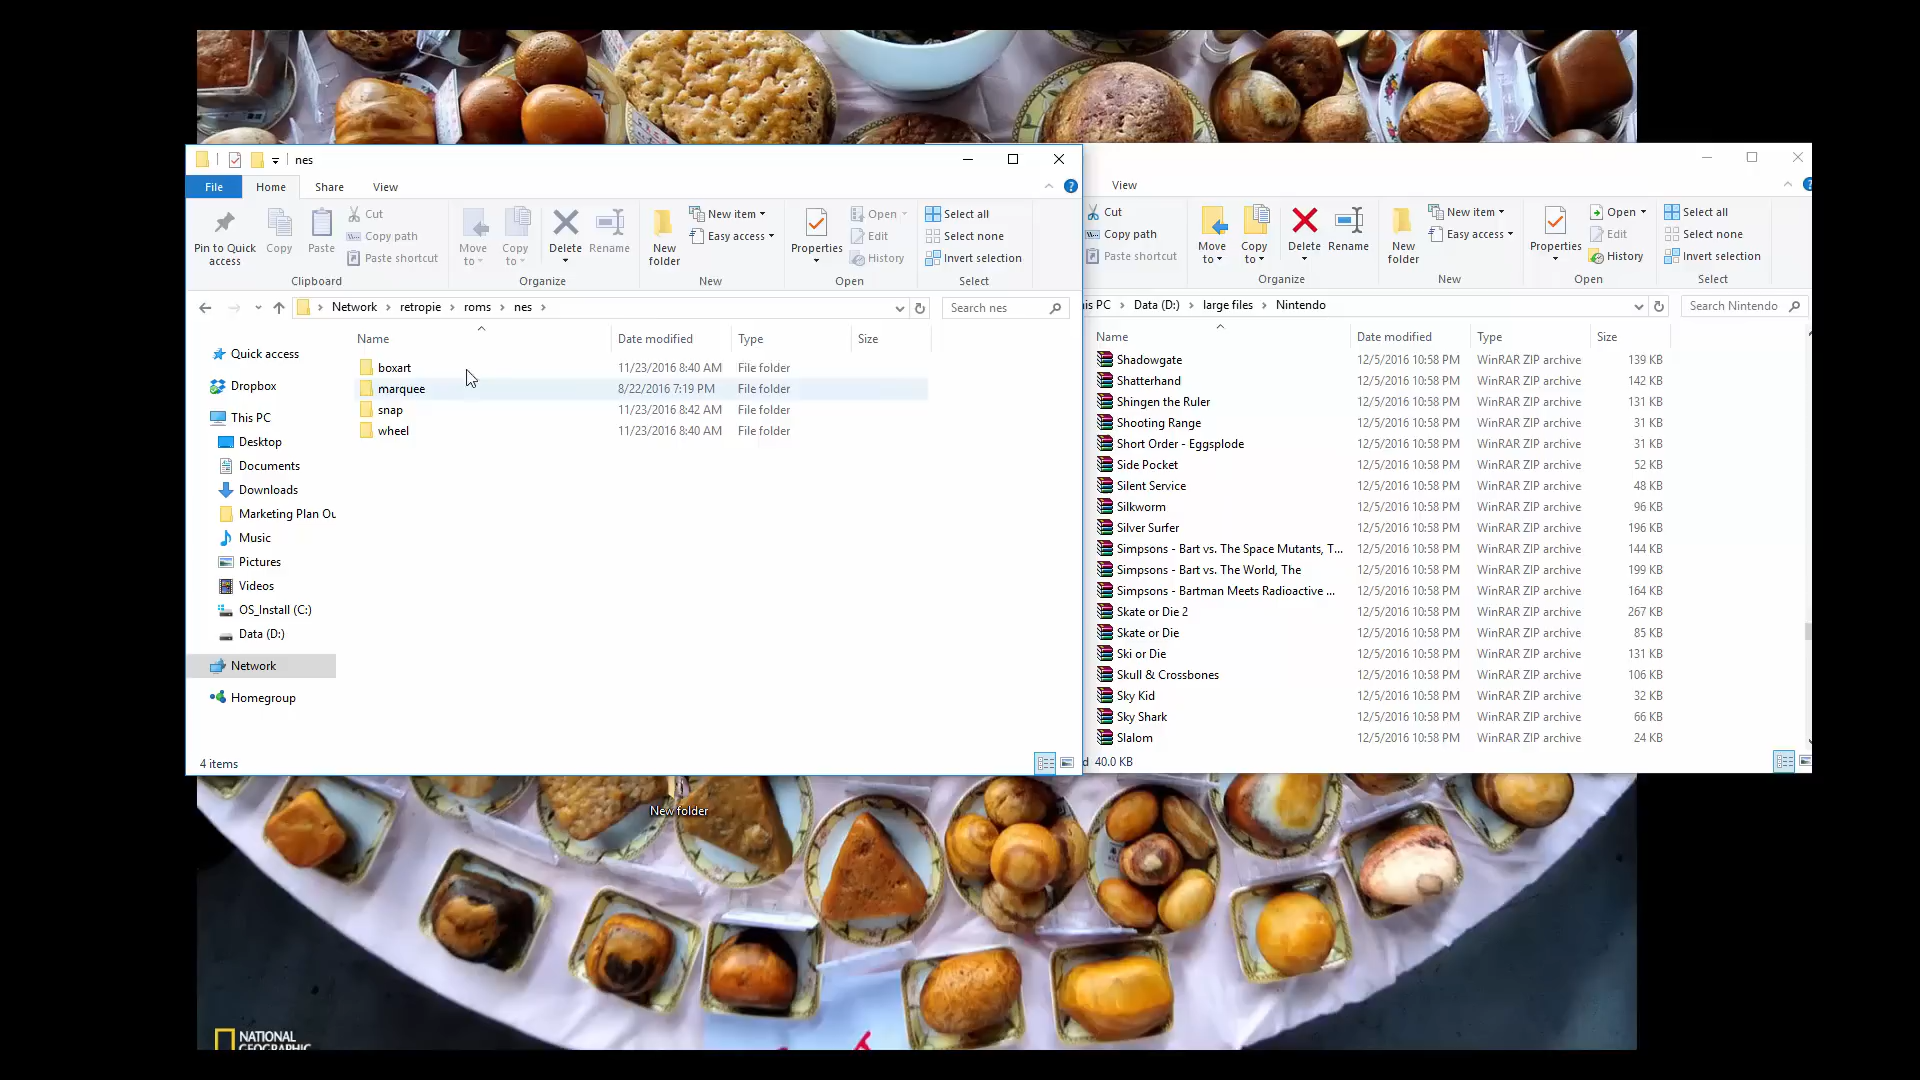 nes
File Home Share View
Pin to Quick access
Copy
Paste
Cut
Copy path
Paste shortcut
Clipboard
Move to
Copy to
Delete
Rename
Organize
New folder
New item
Easy access
New
Properties
Open
Edit
History
Open
Select all
Select none
Invert selection
Select
Network > retropie > roms > nes >
Search nes
Name Date modified Type Size
boxart 11/23/2016 8:40 AM File folder
marquee 8/22/2016 7:19 PM File folder
snap 11/23/2016 8:42 AM File folder
wheel 11/23/2016 8:40 AM File folder
Quick access
Dropbox
This PC
Desktop
Documents
Downloads
Marketing Plan Ou
Music
Pictures
Videos
OS_Install (C:)
Data (D:)
Network
Homegroup
4 items
View
Cut
Copy path
Paste shortcut
Move to
Copy to
Delete
Rename
Organize
New folder
New item
Easy access
New
Properties
Open
Edit
History
Open
Select all
Select none
Invert selection
Select
is PC > Data (D:) > large files > Nintendo
Search Nintendo
Name Date modified Type Size
Shadowgate 12/5/2016 10:58 PM WinRAR ZIP archive 139 KB
Shatterhand 12/5/2016 10:58 PM WinRAR ZIP archive 142 KB
Shingen the Ruler 12/5/2016 10:58 PM WinRAR ZIP archive 131 KB
Shooting Range 12/5/2016 10:58 PM WinRAR ZIP archive 31 KB
Short Order - Eggsplode 12/5/2016 10:58 PM WinRAR ZIP archive 31 KB
Side Pocket 12/5/2016 10:58 PM WinRAR ZIP archive 52 KB
Silent Service 12/5/2016 10:58 PM WinRAR ZIP archive 48 KB
Silkworm 12/5/2016 10:58 PM WinRAR ZIP archive 96 KB
Silver Surfer 12/5/2016 10:58 PM WinRAR ZIP archive 196 KB
Simpsons - Bart vs. The Space Mutants, T... 12/5/2016 10:58 PM WinRAR ZIP archive 144 KB
Simpsons - Bart vs. The World, The 12/5/2016 10:58 PM WinRAR ZIP archive 199 KB
Simpsons - Bartman Meets Radioactive ... 12/5/2016 10:58 PM WinRAR ZIP archive 164 KB
Skate or Die 2 12/5/2016 10:58 PM WinRAR ZIP archive 267 KB
Skate or Die 12/5/2016 10:58 PM WinRAR ZIP archive 85 KB
Ski or Die 12/5/2016 10:58 PM WinRAR ZIP archive 131 KB
Skull & Crossbones 12/5/2016 10:58 PM WinRAR ZIP archive 106 KB
Sky Kid 12/5/2016 10:58 PM WinRAR ZIP archive 32 KB
Sky Shark 12/5/2016 10:58 PM WinRAR ZIP archive 66 KB
Slalom 12/5/2016 10:58 PM WinRAR ZIP archive 24 KB
d 40.0 KB
New folder
NATIONAL
GEOGRAPHIC